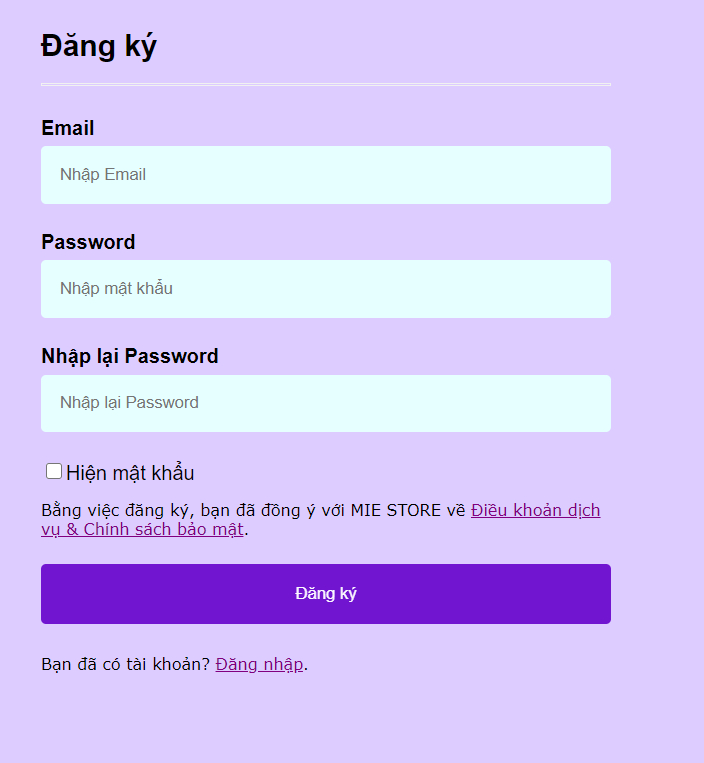 Đăng ký
Email
Nhập Email
Password
Nhập mật khẩu
Nhập lại Password
Nhập lại Password
Hiện mật khẩu
Bằng việc đăng ký, bạn đã đồng ý với MIE STORE về Điều khoản dịch
vụ & Chính sách bảo mật.
Đăng ký
Bạn đã có tài khoản? Đăng nhập.